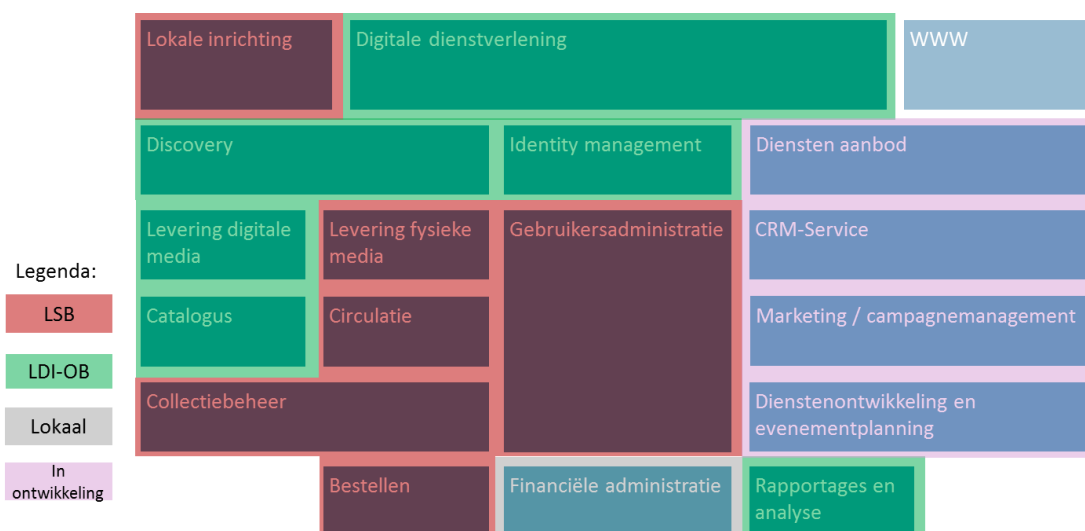 Lokale inrichting
Digitale dienstverlening
WWW
Discovery
Identity management
Diensten aanbod
Levering digitale
media
Levering fysieke
media
Gebruikersadministratie
CRM-Service
Legenda:
LSB
LDI-OB
Lokaal
In
ontwikkeling
Catalogus
Circulatie
Marketing / campagnemanagement
Collectiebeheer
Dienstenontwikkeling en
evenementplanning
Bestellen
Financiële administratie
Rapportages en
analyse